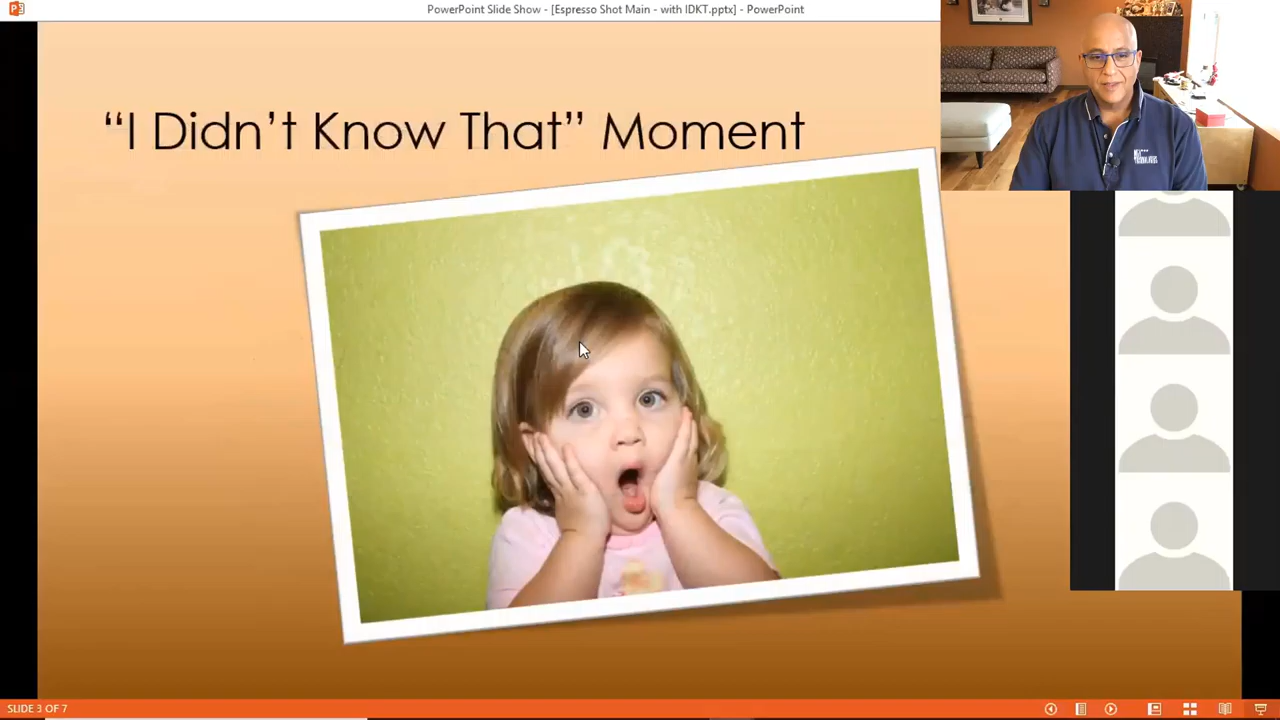 PowerPoint Slide Show - [Espresso Shot Main - with IDKT.pptx] - PowerPoint
“I Didn’t Know That” Moment
SLIDE 3 OF 7